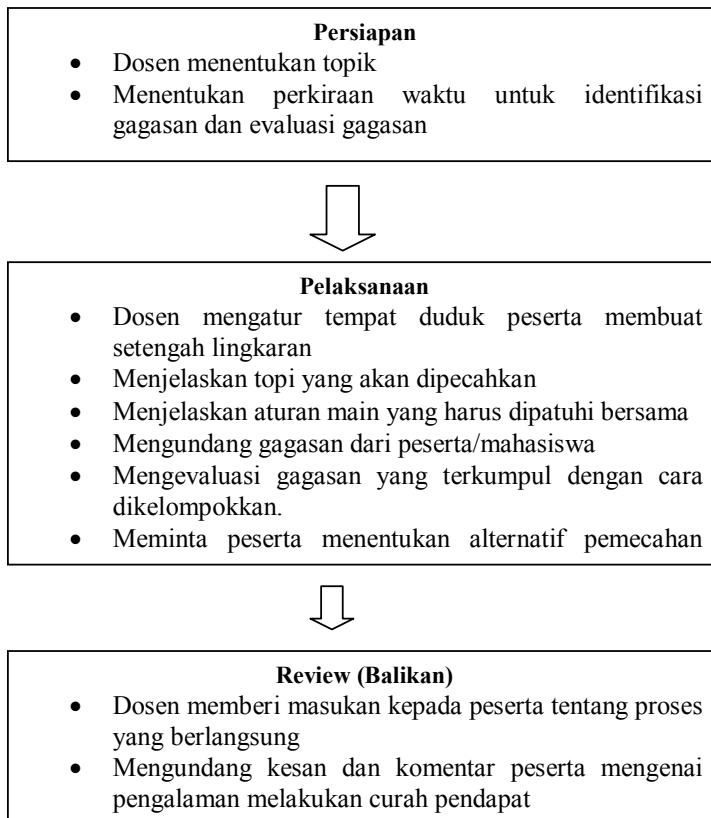 Persiapan
• Dosen menentukan topik
• Menentukan perkiraan waktu untuk identifikasi
gagasan dan evaluasi gagasan
Pelaksanaan
• Dosen mengatur tempat duduk peserta membuat
setengah lingkaran
• Menjelaskan topi yang akan dipecahkan
• Menjelaskan aturan main yang harus dipatuhi bersama
• Mengundang gagasan dari peserta/mahasiswa
• Mengevaluasi gagasan yang terkumpul dengan cara
dikelompokkan.
• Meminta peserta menentukan alternatif pemecahan
Review (Balikan)
• Dosen memberi masukan kepada peserta tentang proses
yang berlangsung
• Mengundang kesan dan komentar peserta mengenai
pengalaman melakukan curah pendapat